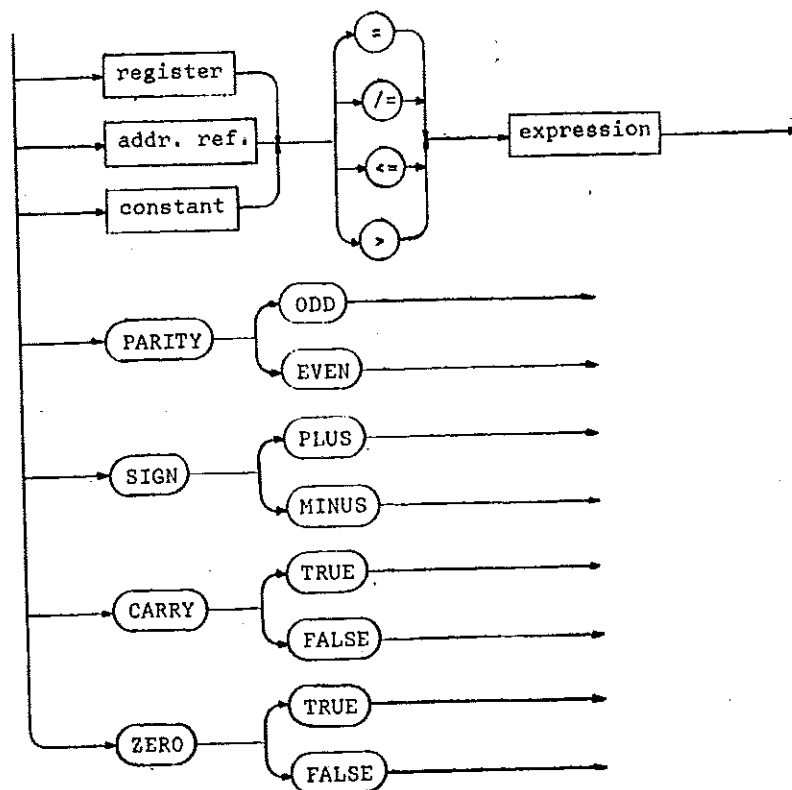 =
register
/=
addr. ref.
expression
<=
constant
>
ODD
PARITY
EVEN
PLUS
SIGN
MINUS
TRUE
CARRY
FALSE
TRUE
ZERO
FALSE